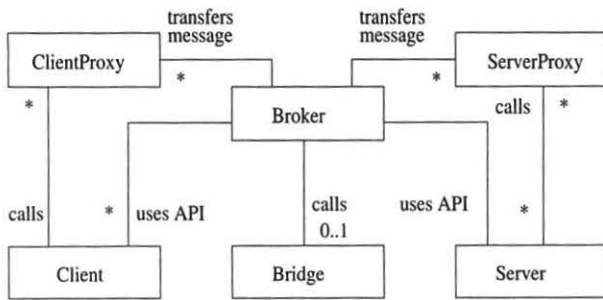 transfers
message
transfers
message
ClientProxy
*
*
ServerProxy
*
Broker
calls
*
calls
*
uses API
calls
0..1
uses API
*
Client
Bridge
Server